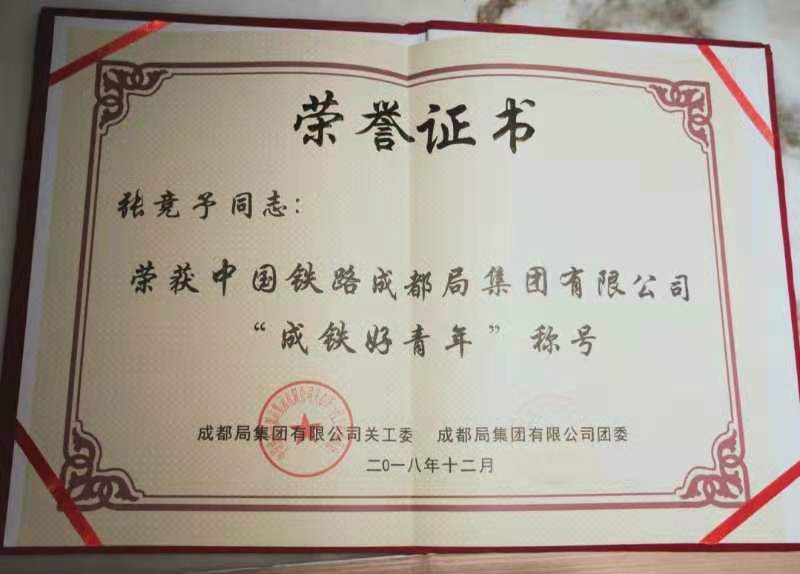 荣誉证书
张竞予同志：
荣获中国铁路成都局集团有限公司
“成铁好青年”称号
成都局集团有限公司关工委 成都局集团有限公司团委
二〇一八年十二月